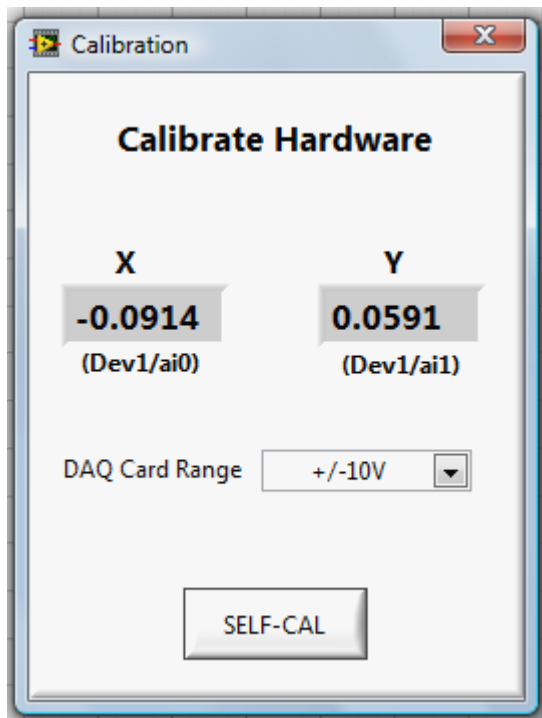 Calibration
Calibrate Hardware
X Y
-0.0914 0.0591
(Dev1/ai0) (Dev1/ai1)
DAQ Card Range +/-10V
SELF-CAL